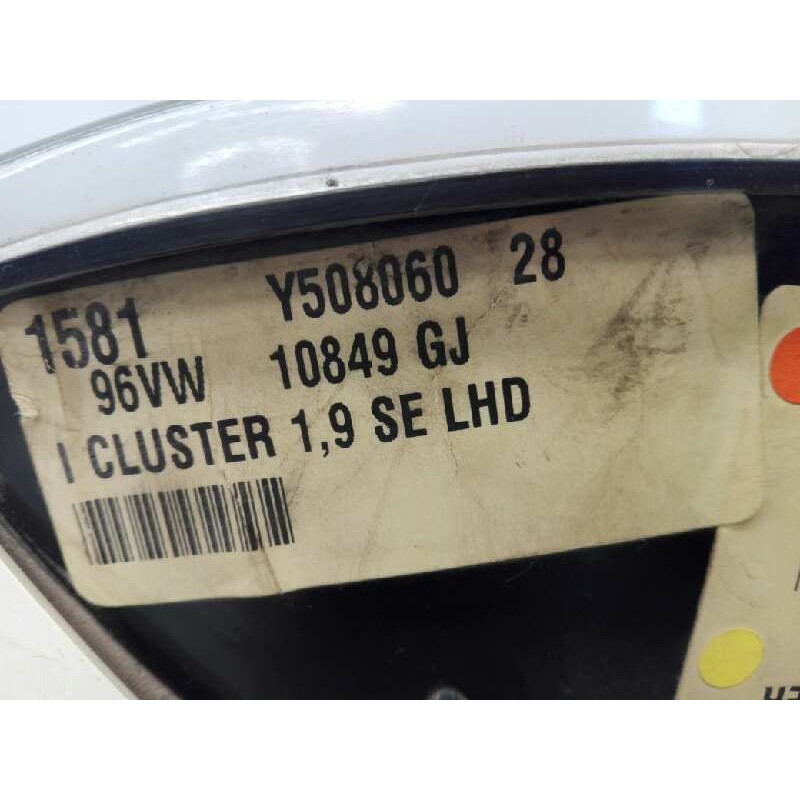 1581 Y508060 28
96VW 10849 GJ
I CLUSTER 1,9 SE LHD